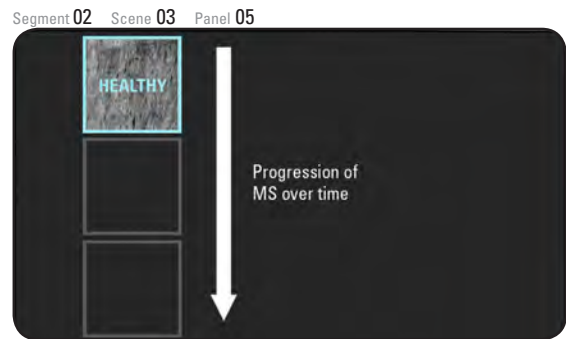 Segment 02 Scene 03 Panel 05
HEALTHY
Progression of
MS over time